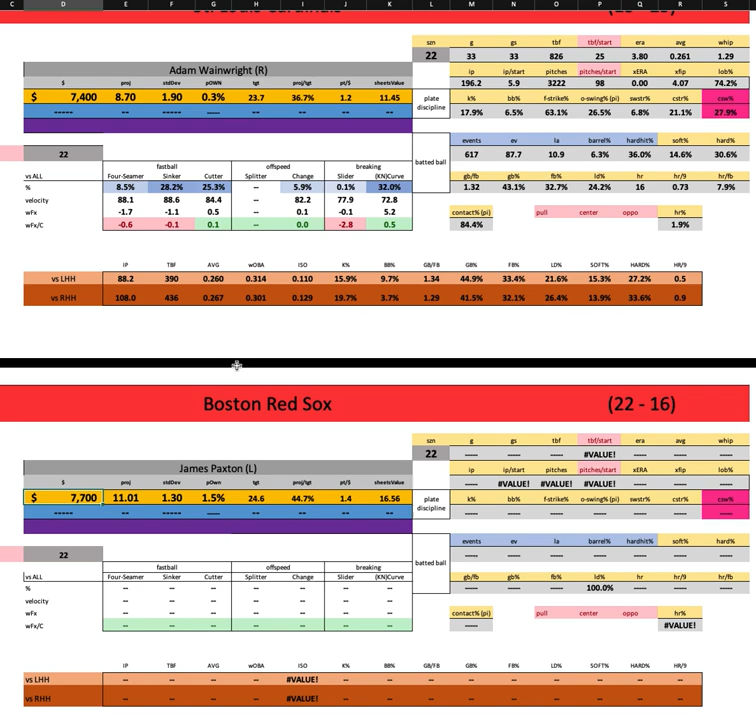 C D E F G H I J K L M N O P Q R S
szn g gs tbf tbf/start era avg whip
22 33 33 826 25 3.80 0.261 1.29
Adam Wainwright (R)
ip ip/start pitches pitches/start xERA xfip lob%
$ proj stdDev pOWN tgt proj/tgt pt/$ sheetsValue
196.2 5.9 3222 98 0.00 4.07 74.2%
$ 7,400 8.70 1.90 0.3% 23.7 36.7% 1.2 11.45
plate discipline k% bb% f-strike% o-swing% (pi) swstr% cstr% csw%
----- ----- ----- ----- 17.9% 6.5% 63.1% 26.5% 6.8% 21.1% 27.9%
events ev la barrel% hardhit% soft% hard%
22 617 87.7 10.9 6.3% 36.0% 14.6% 30.6%
batted ball
fastball offspeed breaking
vs ALL Four-Seamer Sinker Cutter Splitter Change Slider (KN)Curve
gb/fb gb% fb% ld% hr hr/9 hr/fb
% 8.5% 28.2% 25.3% -- 5.9% 0.1% 32.0%
1.32 43.1% 32.7% 24.2% 16 0.73 7.9%
velocity 88.1 88.6 84.4 -- 82.2 77.9 72.8
wFx -1.7 -1.1 0.5 -- 0.1 -0.1 5.2
contact% (pi) pull center oppo hr%
wFx/C -0.6 -0.1 0.1 -- 0.0 -2.8 0.5
84.4% 1.9%
IP TBF AVG wOBA ISO K% BB% GB/FB GB% FB% LD% SOFT% HARD% HR/9
vs LHH 88.2 390 0.260 0.314 0.110 15.9% 9.7% 1.34 44.9% 33.4% 21.6% 15.3% 27.2% 0.5
vs RHH 108.0 436 0.267 0.301 0.129 19.7% 3.7% 1.29 41.5% 32.1% 26.4% 13.9% 33.6% 0.9
Boston Red Sox (22 - 16)
szn g gs tbf tbf/start era avg whip
22 ----- ----- ----- #VALUE! ----- ----- -----
James Paxton (L)
ip ip/start pitches pitches/start xERA xfip lob%
$ proj stdDev pOwn tgt proj/tgt pt/$ sheetsValue
----- #VALUE! #VALUE! #VALUE! ----- ----- -----
$ 7,700 11.01 1.30 1.5% 24.6 44.7% 1.4 16.56
plate discipline k% bb% f-strike% o-swing% (pi) swstr% cstr% csw%
----- ----- ----- ----- ----- ----- ----- ----- ----- ----- -----
events ev la barrel% hardhit% soft% hard%
22 ----- ----- ----- ----- ----- ----- -----
batted ball
fastball offspeed breaking
vs ALL Four-Seamer Sinker Cutter Splitter Change Slider (KN)Curve
gb/fb gb% fb% ld% hr hr/9 hr/fb
% -- -- -- -- -- -- --
----- ----- ----- 100.0% ----- ----- -----
velocity -- -- -- -- -- -- --
wFx -- -- -- -- -- -- --
contact% (pi) pull center oppo hr%
wFx/C -- -- -- -- -- -- --
----- #VALUE!
IP TBF AVG wOBA ISO K% BB% GB/FB GB% FB% LD% SOFT% HARD% HR/9
vs LHH -- -- -- -- #VALUE! -- -- -- -- -- -- -- -- --
vs RHH -- -- -- -- #VALUE! -- -- -- -- -- -- -- -- --